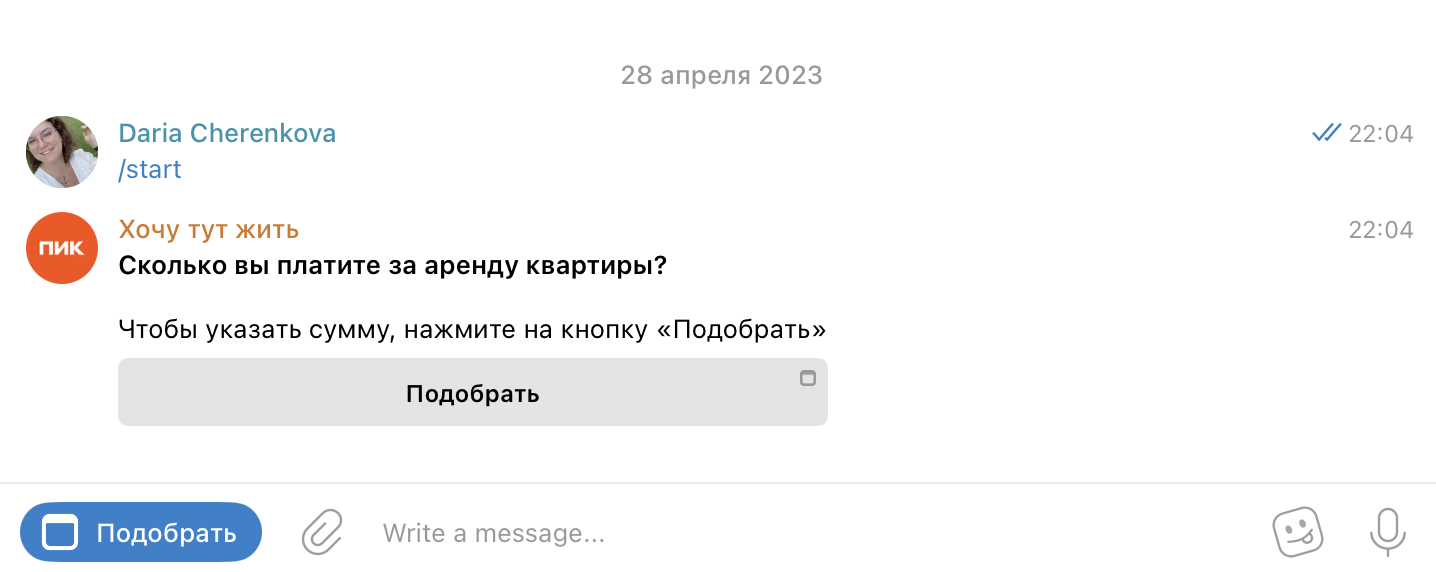 28 апреля 2023
Daria Cherenkova
22:04
/start
ПИК
Хочу тут жить
22:04
Сколько вы платите за аренду квартиры?
Чтобы указать сумму, нажмите на кнопку «Подобрать»
Подобрать
Подобрать
Write a message...